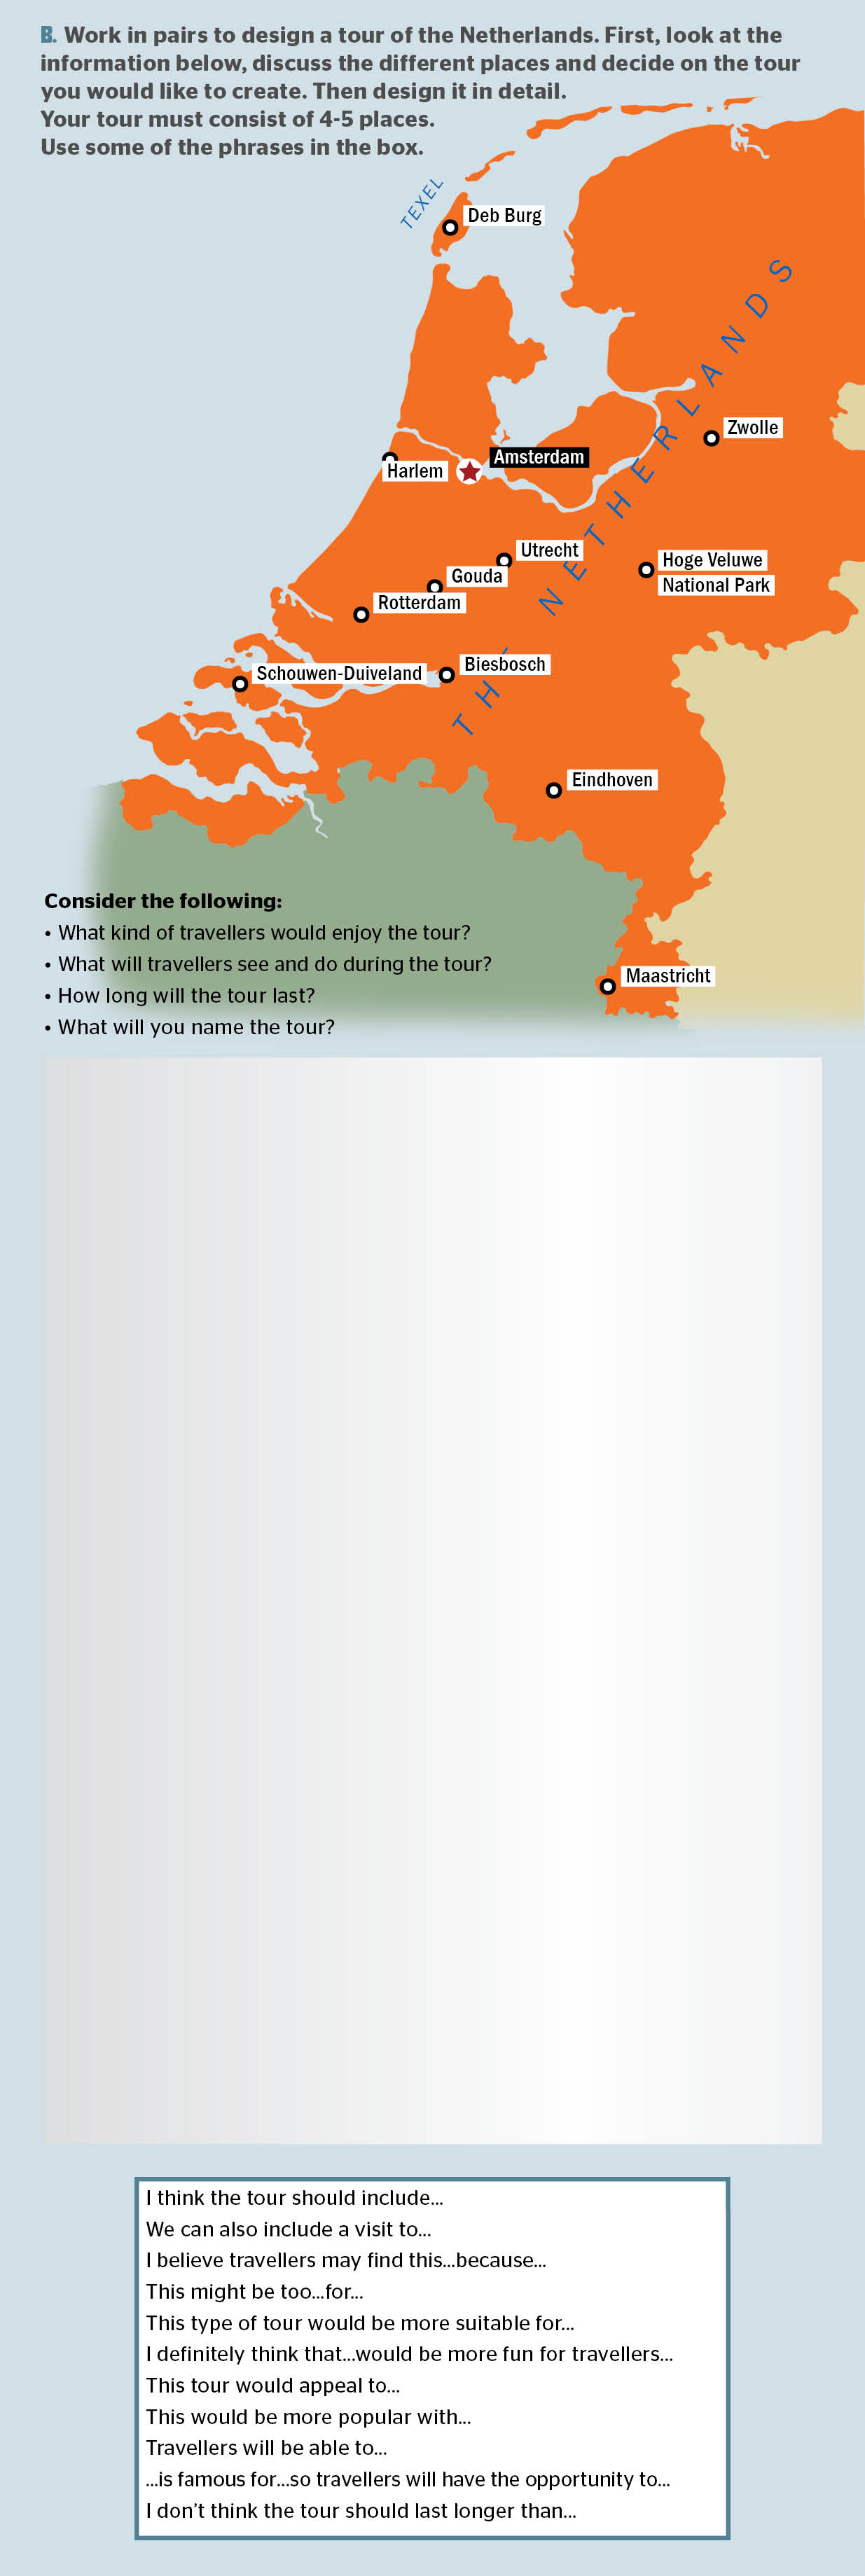 B. Work in pairs to design a tour of the Netherlands. First, look at the
information below, discuss the different places and decide on the tour
you would like to create. Then design it in detail.
Your tour must consist of 4-5 places.
Use some of the phrases in the box.
TEXEL
Deb Burg
THE NETHERLANDS
Zwolle
Amsterdam
Harlem
Utrecht
Hoge Veluwe
National Park
Gouda
Rotterdam
Biesbosch
Schouwen-Duiveland
Eindhoven
Maastricht
Consider the following:
• What kind of travellers would enjoy the tour?
• What will travellers see and do during the tour?
• How long will the tour last?
• What will you name the tour?
I think the tour should include...
We can also include a visit to...
I believe travellers may find this...because...
This might be too...for...
This type of tour would be more suitable for...
I definitely think that...would be more fun for travellers...
This tour would appeal to...
This would be more popular with...
Travellers will be able to...
...is famous for...so travellers will have the opportunity to...
I don't think the tour should last longer than...